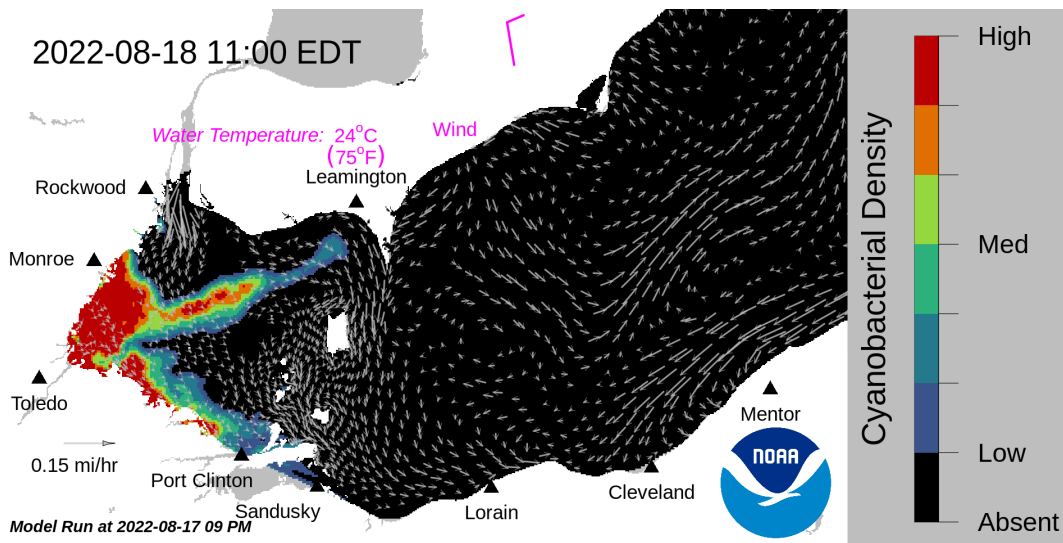 2022-08-18 11:00 EDT
Water Temperature: 24°C
(75°F)
Wind
Leamington
Rockwood
Monroe
Toledo
0.15 mi/hr
Port Clinton
Sandusky
Lorain
Cleveland
Mentor
NOAA
Model Run at 2022-08-17 09 PM
Cyanobacterial Density
High
Med
Low
Absent